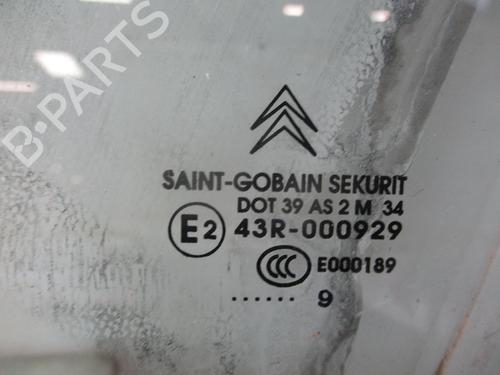 B-PARTS
SAINT-GOBAIN SEKURIT
DOT 39 AS 2 M 34
E2 43R-000929
CCC E000189
...... 9